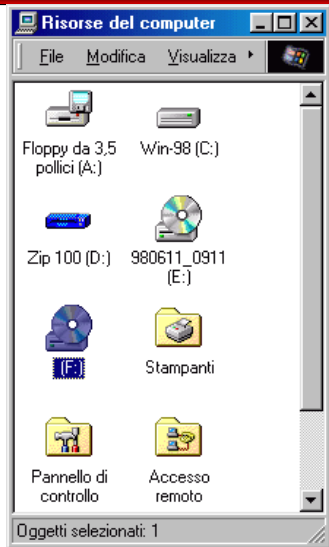 Risorse del computer
File Modifica Visualizza
Floppy da 3,5
pollici (A:)
Win-98 (C:)
Zip 100 (D:)
980611_0911
(E:)
(F:)
Stampanti
Pannello di
controllo
Accesso
remoto
Oggetti selezionati: 1